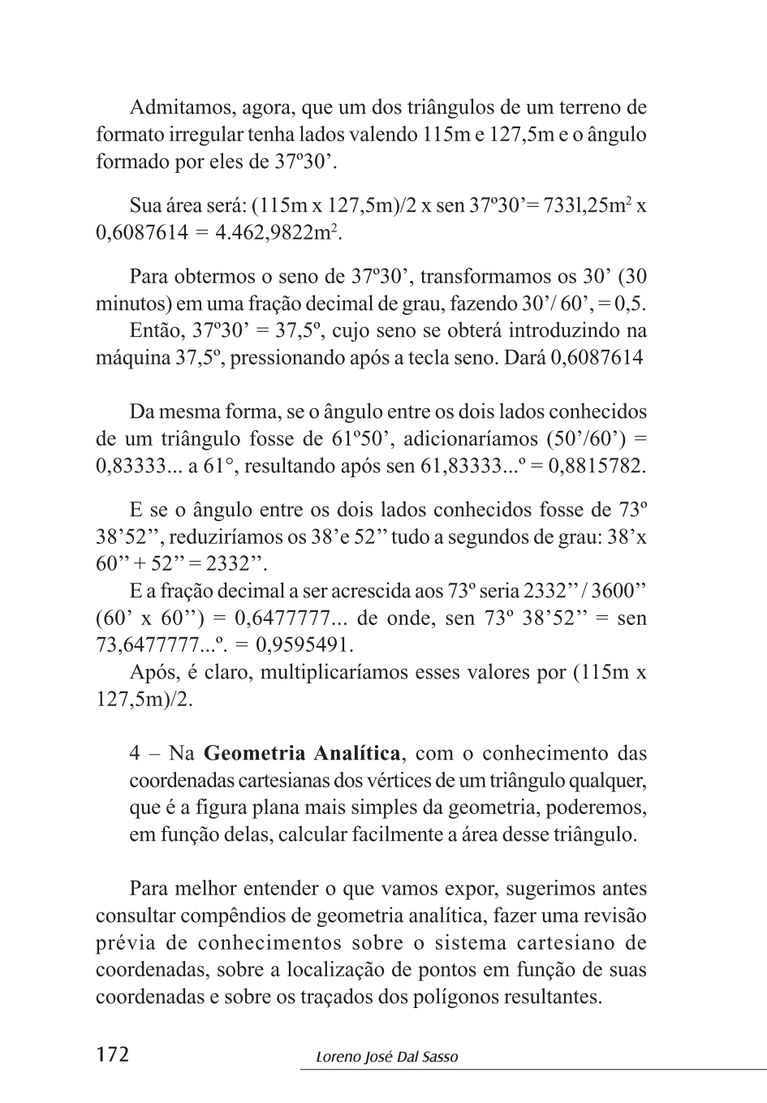 Admitamos, agora, que um dos triângulos de um terreno de
formato irregular tenha lados valendo 115m e 127,5m e o ângulo
formado por eles de 37º30’.
Sua área será: (115m x 127,5m)/2 x sen 37º30’= 733l,25m² x
0,6087614 = 4.462,9822m².
Para obtermos o seno de 37º30’, transformamos os 30’ (30
minutos) em uma fração decimal de grau, fazendo 30’/ 60’, = 0,5.
Então, 37º30’ = 37,5º, cujo seno se obterá introduzindo na
máquina 37,5º, pressionando após a tecla seno. Dará 0,6087614
Da mesma forma, se o ângulo entre os dois lados conhecidos
de um triângulo fosse de 61º50’, adicionaríamos (50’/60’) =
0,83333... a 61°, resultando após sen 61,83333...º = 0,8815782.
E se o ângulo entre os dois lados conhecidos fosse de 73º
38’52’’, reduziríamos os 38’e 52’’ tudo a segundos de grau: 38’x
60’’ + 52’’ = 2332’’.
E a fração decimal a ser acrescida aos 73º seria 2332’’ / 3600’’
(60’ x 60’’) = 0,6477777... de onde, sen 73º 38’52’’ = sen
73,6477777...º. = 0,9595491.
Após, é claro, multiplicaríamos esses valores por (115m x
127,5m)/2.
4 – Na Geometria Analítica, com o conhecimento das
coordenadas cartesianas dos vértices de um triângulo qualquer,
que é a figura plana mais simples da geometria, poderemos,
em função delas, calcular facilmente a área desse triângulo.
Para melhor entender o que vamos expor, sugerimos antes
consultar compêndios de geometria analítica, fazer uma revisão
prévia de conhecimentos sobre o sistema cartesiano de
coordenadas, sobre a localização de pontos em função de suas
coordenadas e sobre os traçados dos polígonos resultantes.
172 Loreno José Dal Sasso